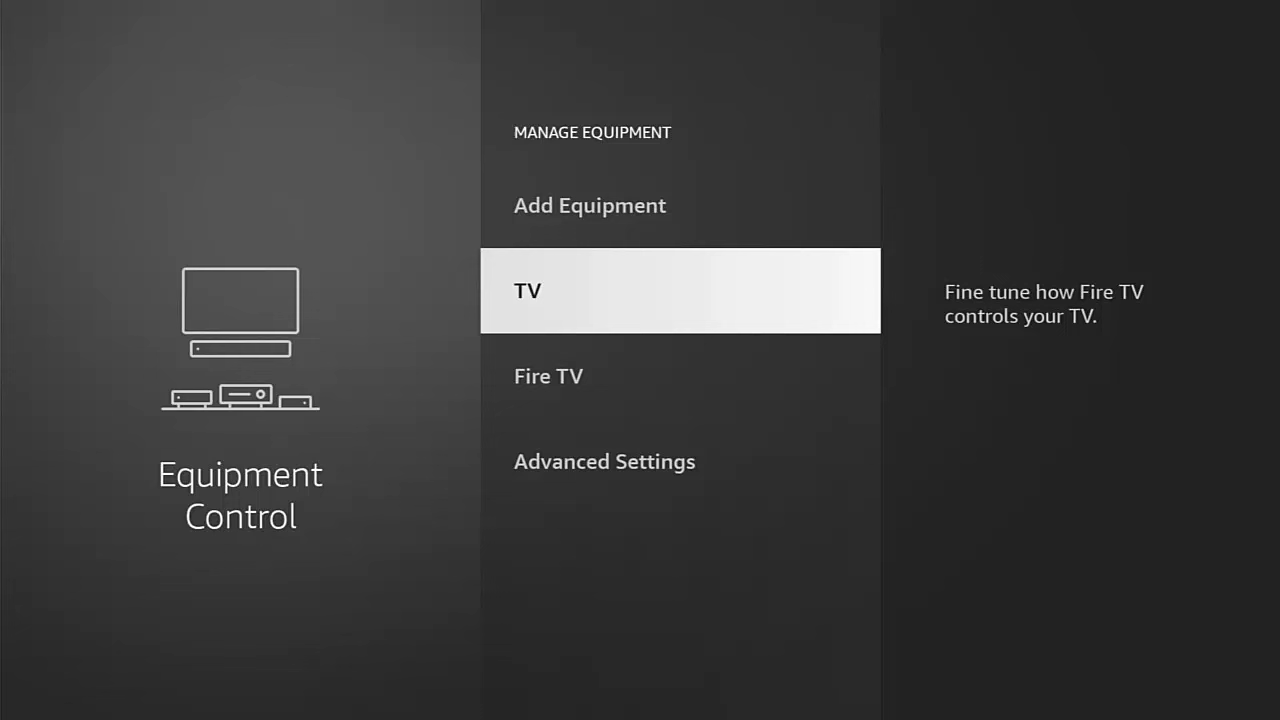 MANAGE EQUIPMENT
Add Equipment
TV
Fire TV
Advanced Settings
Equipment
Control
Fine tune how Fire TV
controls your TV.